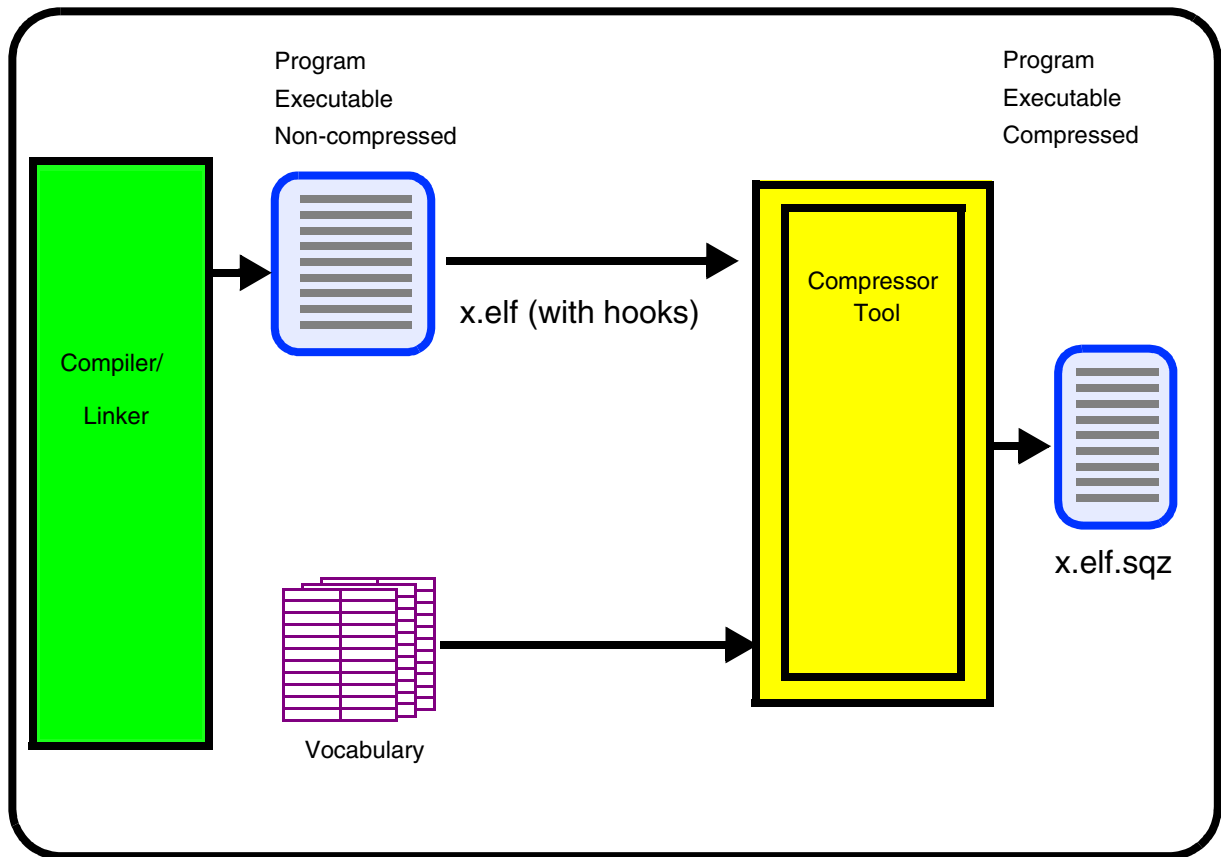 Program
Executable
Non-compressed
Program
Executable
Compressed
Compiler/
Linker
x.elf (with hooks)
Compressor
Tool
x.elf.sqz
Vocabulary